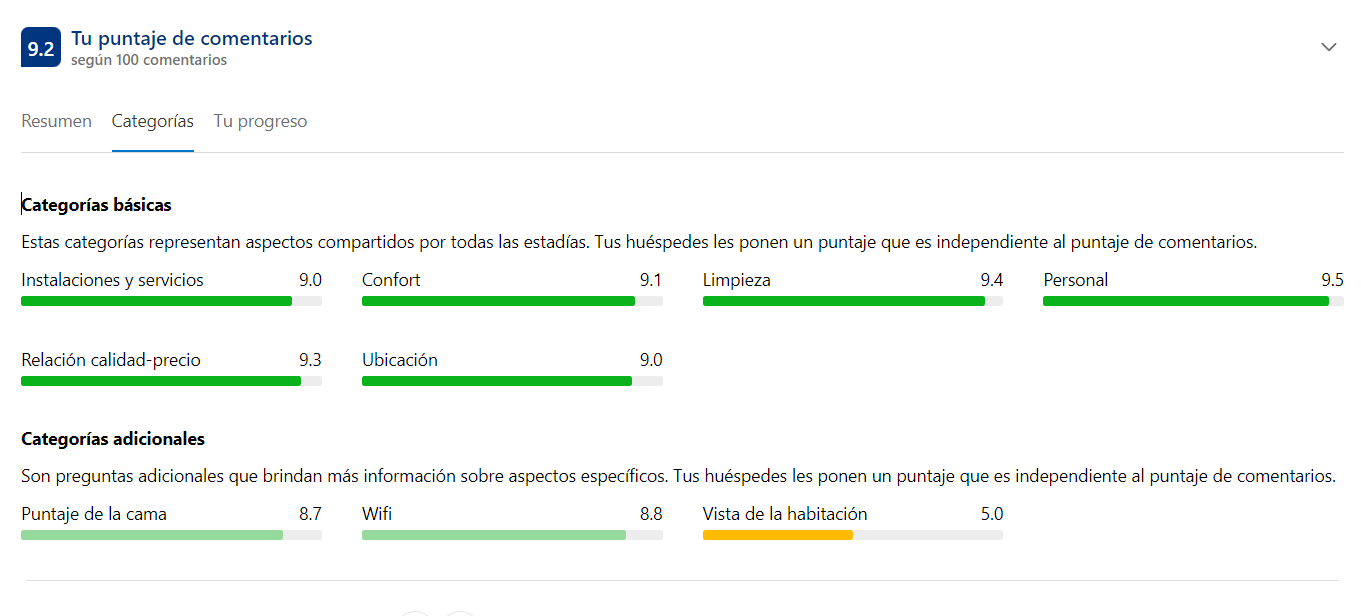 9.2
Tu puntaje de comentarios
según 100 comentarios
Resumen Categorías Tu progreso
Categorías básicas
Estas categorías representan aspectos compartidos por todas las estadías. Tus huéspedes les ponen un puntaje que es independiente al puntaje de comentarios.
Instalaciones y servicios 9.0 Confort 9.1 Limpieza 9.4 Personal 9.5
Relación calidad-precio 9.3 Ubicación 9.0
Categorías adicionales
Son preguntas adicionales que brindan más información sobre aspectos específicos. Tus huéspedes les ponen un puntaje que es independiente al puntaje de comentarios.
Puntaje de la cama 8.7 Wifi 8.8 Vista de la habitación 5.0